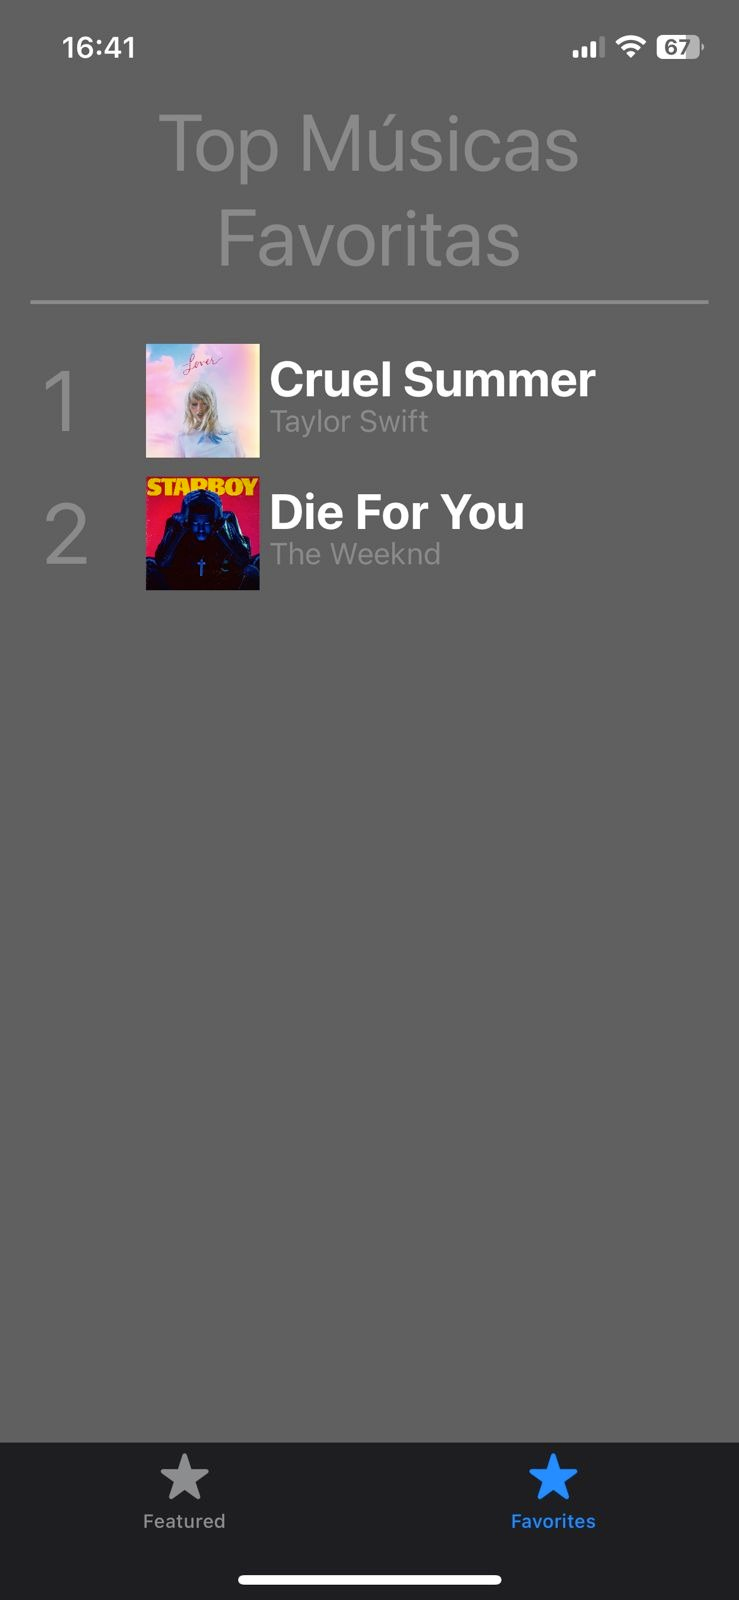 16:41
67
Top Músicas
Favoritas
1
Lover
Cruel Summer
Taylor Swift
2
STARBOY
Die For You
The Weeknd
Featured
Favorites